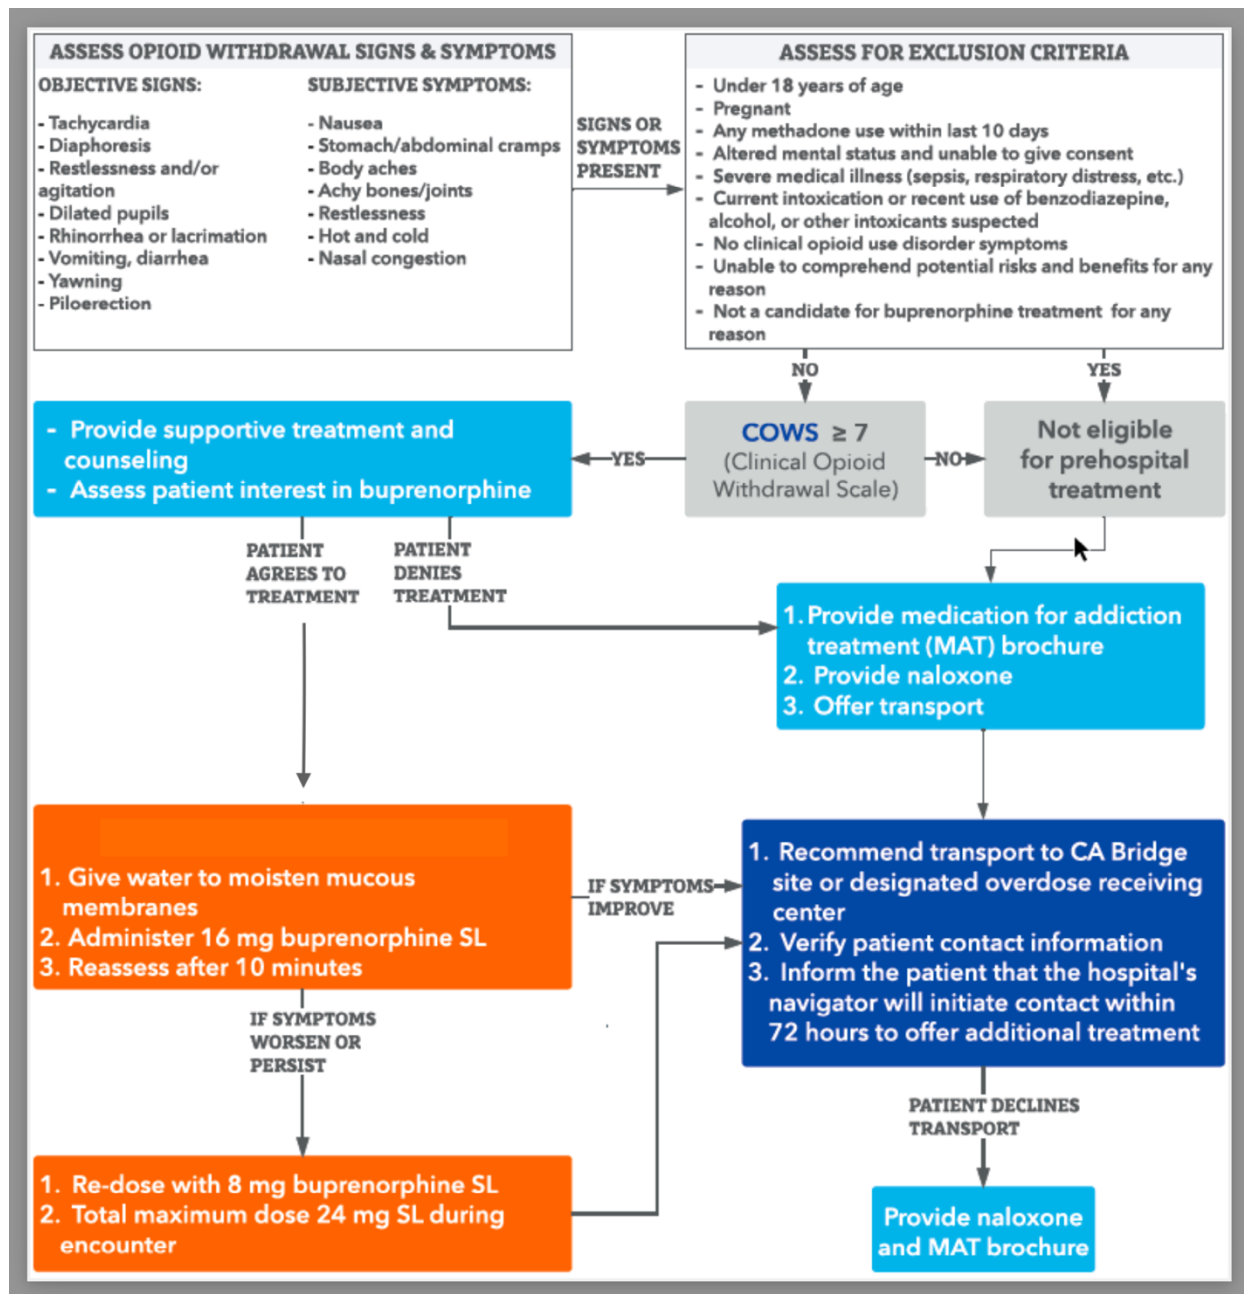 ASSESS OPIOID WITHDRAWAL SIGNS & SYMPTOMS
OBJECTIVE SIGNS:
- Tachycardia
- Diaphoresis
- Restlessness and/or
agitation
- Dilated pupils
- Rhinorrhea or lacrimation
- Vomiting, diarrhea
- Yawning
- Piloerection
SUBJECTIVE SYMPTOMS:
- Nausea
- Stomach/abdominal cramps
- Body aches
- Achy bones/joints
- Restlessness
- Hot and cold
- Nasal congestion
SIGNS OR
SYMPTOMS
PRESENT
ASSESS FOR EXCLUSION CRITERIA
- Under 18 years of age
- Pregnant
- Any methadone use within last 10 days
- Altered mental status and unable to give consent
- Severe medical illness (sepsis, respiratory distress, etc.)
- Current intoxication or recent use of benzodiazepine,
alcohol, or other intoxicants suspected
- No clinical opioid use disorder symptoms
- Unable to comprehend potential risks and benefits for any
reason
- Not a candidate for buprenorphine treatment for any
reason
NO
YES
- Provide supportive treatment and
counseling
- Assess patient interest in buprenorphine
YES
COWS ≥ 7
(Clinical Opioid
Withdrawal Scale)
NO
Not eligible
for prehospital
treatment
PATIENT
AGREES TO
TREATMENT
PATIENT
DENIES
TREATMENT
1. Provide medication for addiction
treatment (MAT) brochure
2. Provide naloxone
3. Offer transport
1. Give water to moisten mucous
membranes
2. Administer 16 mg buprenorphine SL
3. Reassess after 10 minutes
IF SYMPTOMS
IMPROVE
1. Recommend transport to CA Bridge
site or designated overdose receiving
center
2. Verify patient contact information
3. Inform the patient that the hospital's
navigator will initiate contact within
72 hours to offer additional treatment
IF SYMPTOMS
WORSEN OR
PERSIST
PATIENT DECLINES
TRANSPORT
1. Re-dose with 8 mg buprenorphine SL
2. Total maximum dose 24 mg SL during
encounter
Provide naloxone
and MAT brochure